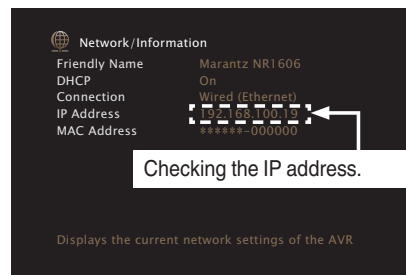 Network/Information
Friendly Name Marantz NR1606
DHCP On
Connection Wired (Ethernet)
IP Address 192.168.100.19
MAC Address ******-000000
Checking the IP address.
Displays the current network settings of the AVR